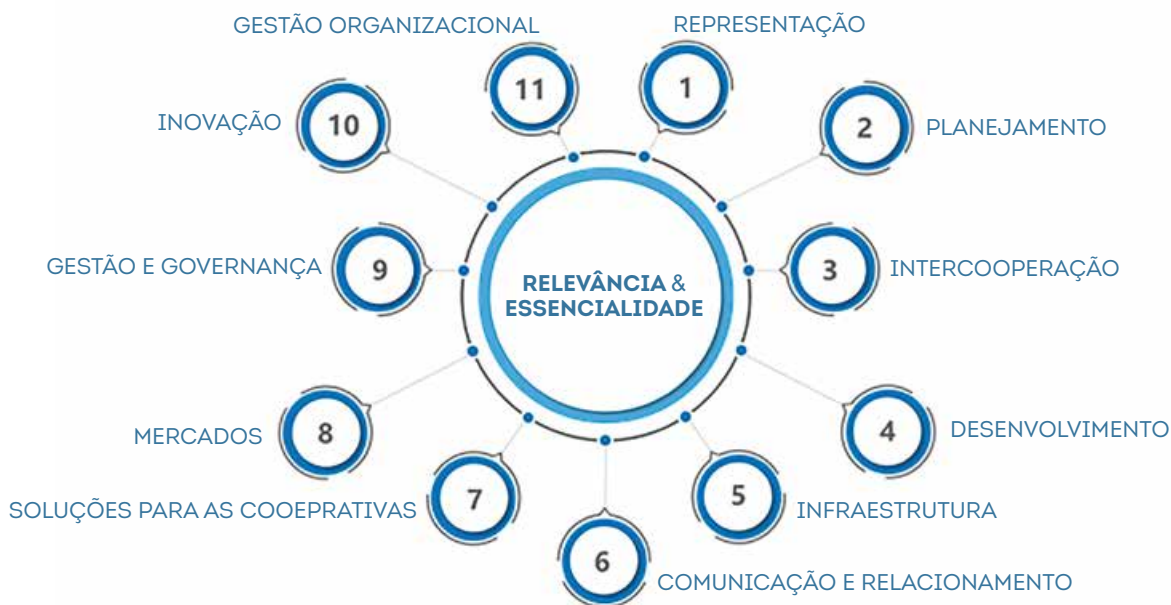 GESTÃO ORGANIZACIONAL
11
REPRESENTAÇÃO
1
INOVAÇÃO
10
2
PLANEJAMENTO
GESTÃO E GOVERNANÇA
9
RELEVÂNCIA &
ESSENCIALIDADE
3
INTERCOOPERAÇÃO
MERCADOS
8
4
DESENVOLVIMENTO
SOLUÇÕES PARA AS COOEPRATIVAS
7
5
INFRAESTRUTURA
6
COMUNICAÇÃO E RELACIONAMENTO